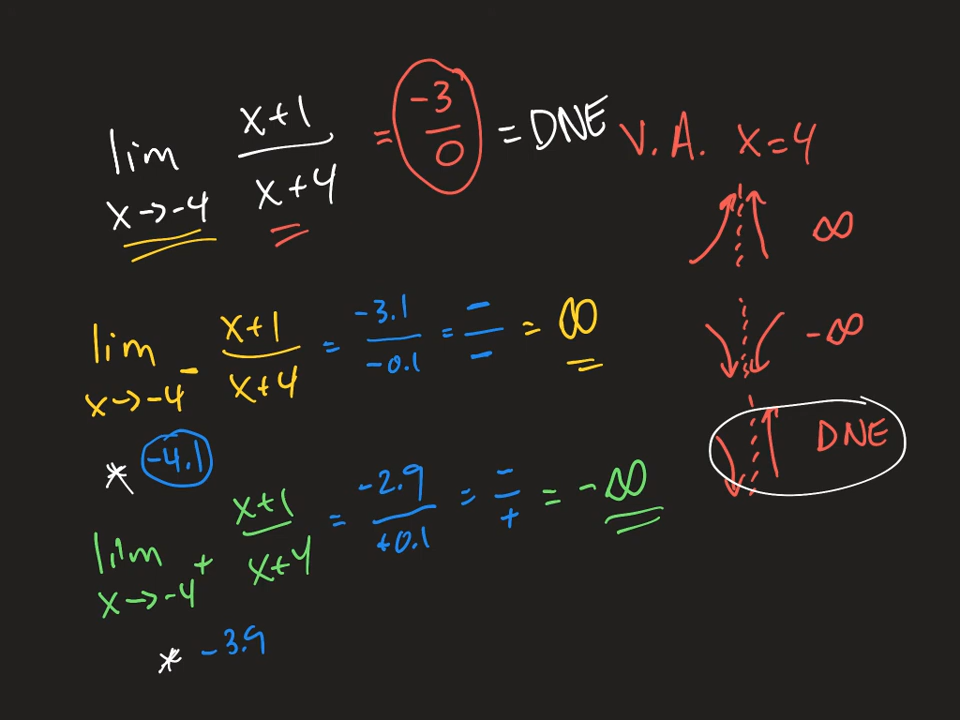 lim x→-4 x+1/x+4 = -3/0 = DNE
V.A. x=4
∞
-∞
DNE
lim x→-4⁻ x+1/x+4 = -3.1/-0.1 = -/- = ∞
* -4.1
lim x→-4⁺ x+1/x+4 = -2.9/+0.1 = -/+ = -∞
* -3.9